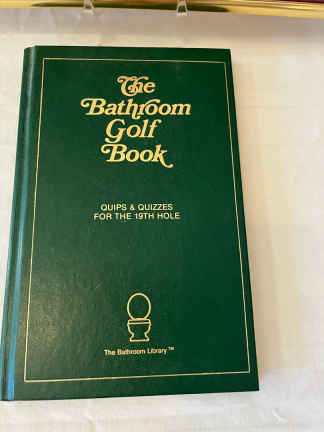 The
Bathroom
Golf
Book
QUIPS & QUIZZES
FOR THE 19TH HOLE
The Bathroom Library™